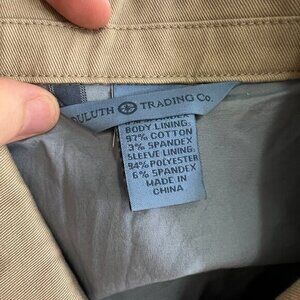 DULUTH TRADING CO.
BODY LINING:
97% COTTON
3% SPANDEX
SLEEVE LINING:
94% POLYESTER
6% SPANDEX
MADE IN
CHINA